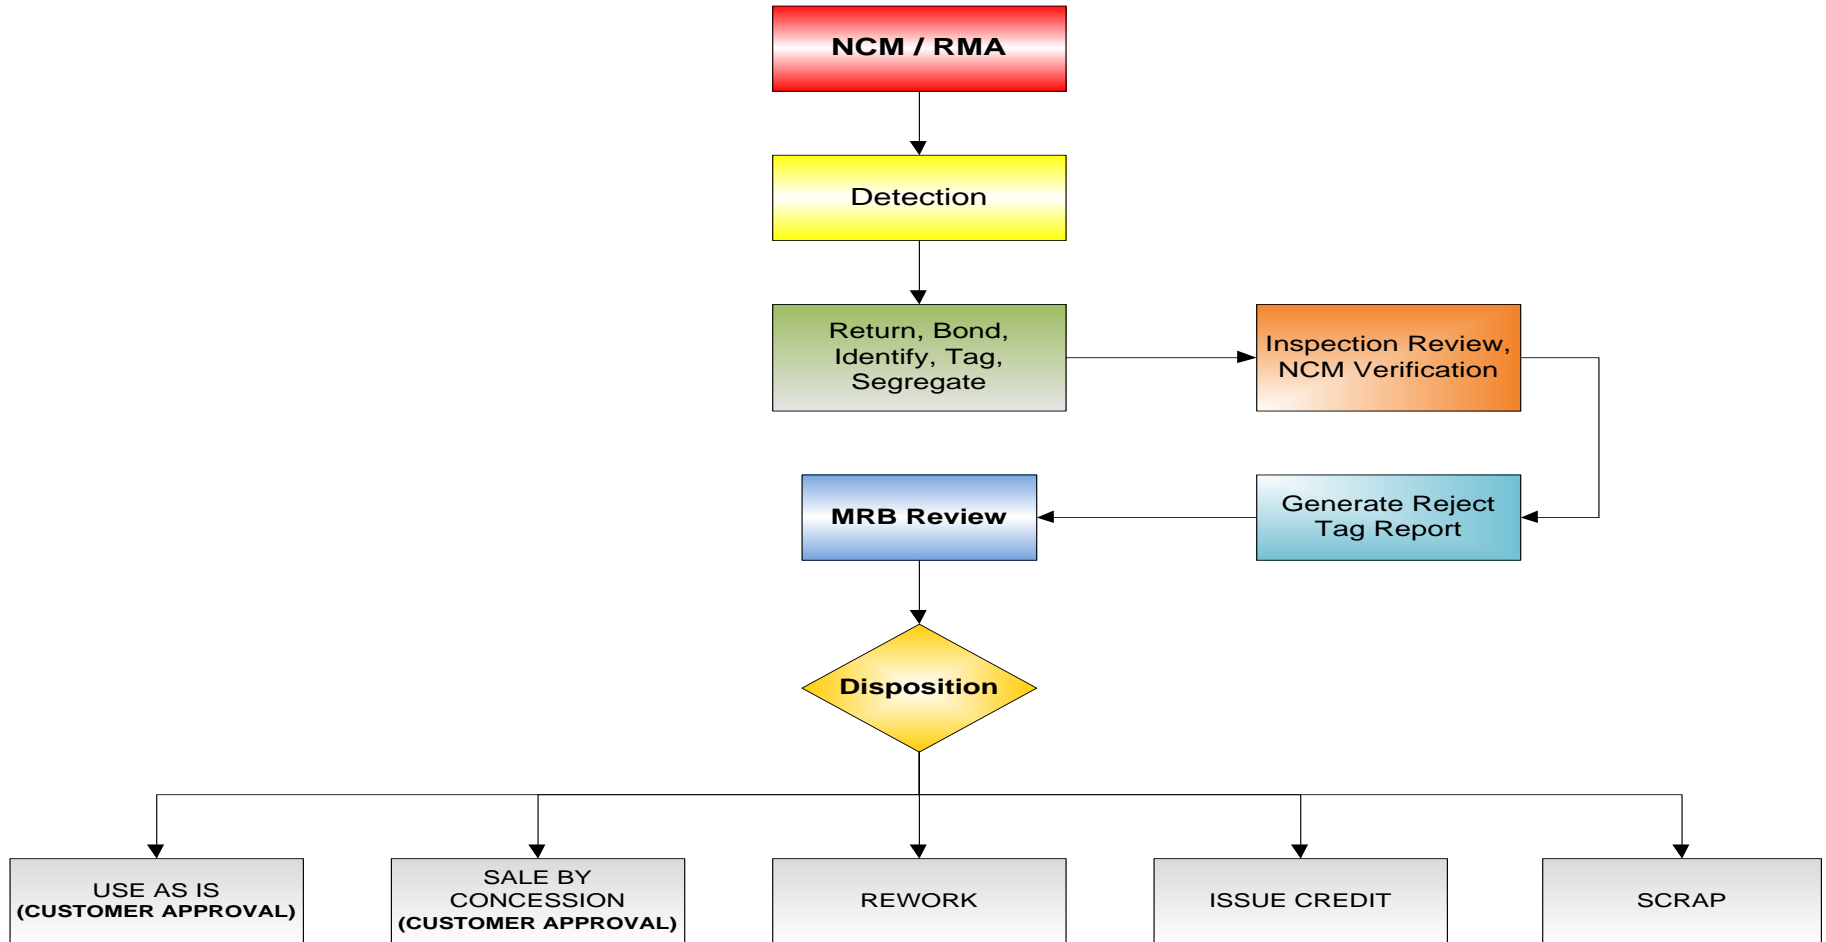 NCM / RMA
Detection
Return, Bond,
Identify, Tag,
Segregate
Inspection Review,
NCM Verification
MRB Review
Generate Reject
Tag Report
Disposition
USE AS IS
(CUSTOMER APPROVAL)
SALE BY
CONCESSION
(CUSTOMER APPROVAL)
REWORK
ISSUE CREDIT
SCRAP